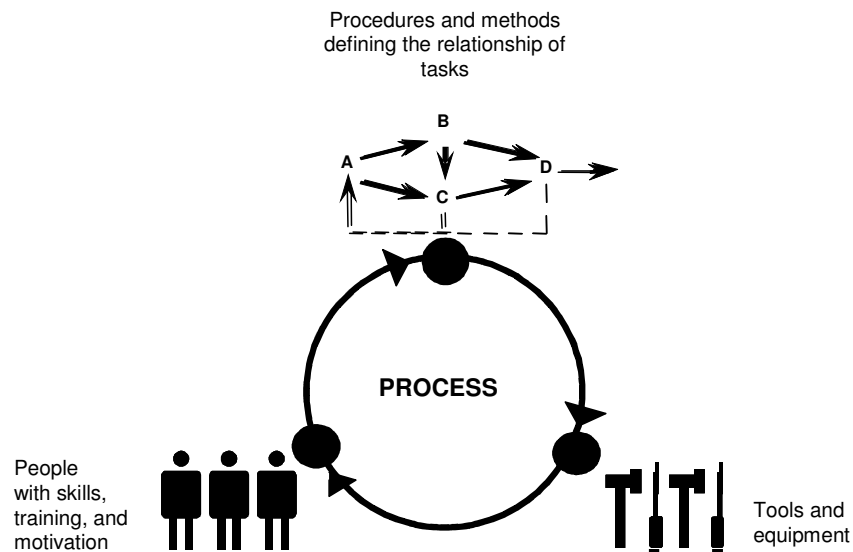 Procedures and methods
defining the relationship of
tasks
B
A
D
C
PROCESS
People
with skills,
training, and
motivation
Tools and
equipment